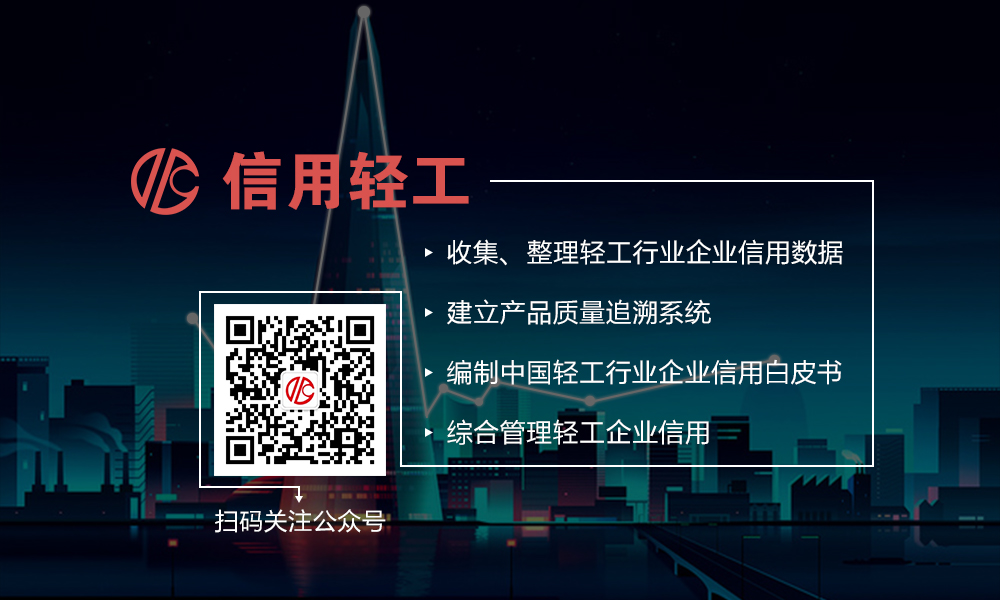 信用轻工
收集、整理轻工行业企业信用数据
建立产品质量追溯系统
编制中国轻工行业企业信用白皮书
综合管理轻工企业信用
扫码关注公众号